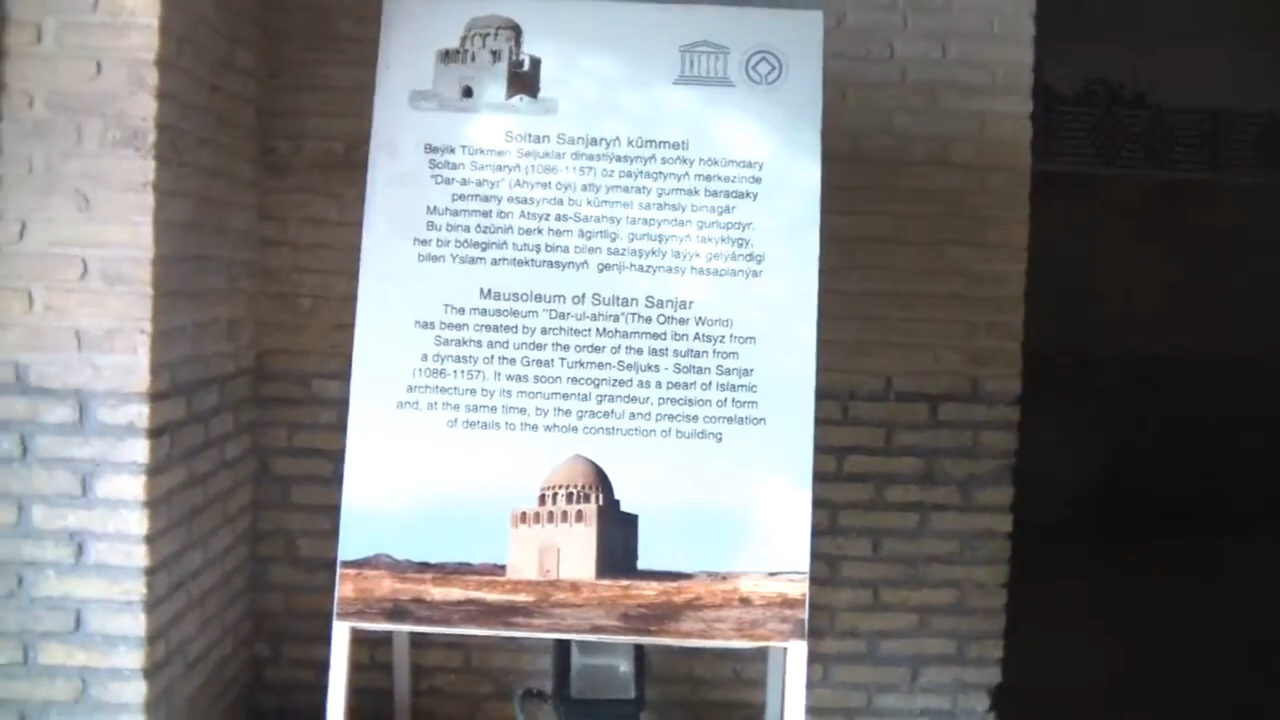 UNESCO
Soltan Sanjaryň kümmeti
Beýik Türkmen Seljuklar dinastiýasynyň soňky hökümdary
Soltan Sanjaryň (1086-1157) öz paýtagtynyň merkezinde
"Dar-al-ahyr" (Ahyret öýi) atly ymaraty gurmak baradaky
permany esasynda bu kümmet sarahsly binagär
Muhammet ibn Atsyz as-Sarahsy tarapyndan gurlupdyr.
Bu bina özüniň berk hem ägirtligi, gurluşynyň takyklygy,
her bir böleginiň tutuş bina bilen sazlaşykly laýyk gelýändigi
bilen Yslam arhitekturasynyň genji-hazynasy hasaplanýar
Mausoleum of Sultan Sanjar
The mausoleum "Dar-ul-ahira"(The Other World)
has been created by architect Mohammed ibn Atsyz from
Sarakhs and under the order of the last sultan from
a dynasty of the Great Turkmen-Seljuks - Soltan Sanjar
(1086-1157). It was soon recognized as a pearl of Islamic
architecture by its monumental grandeur, precision of form
and, at the same time, by the graceful and precise correlation
of details to the whole construction of building